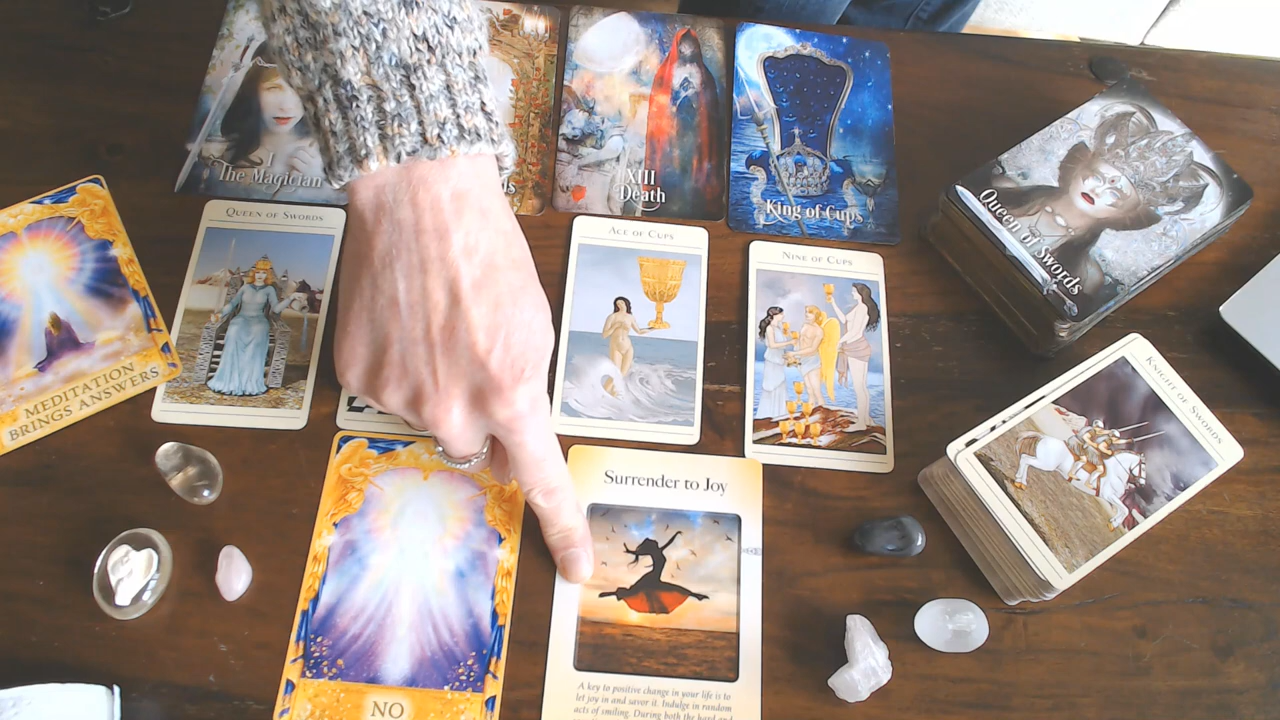 I
The Magician
XIII
Death
King of Cups
Queen of Swords
Queen of Swords
Ace of Cups
Nine of Cups
Knight of Swords
MEDITATION
BRINGS ANSWERS
NO
Surrender to Joy
A key to positive change in your life is to
let joy in and savor it. Indulge in random
acts of smiling. During both the hard and